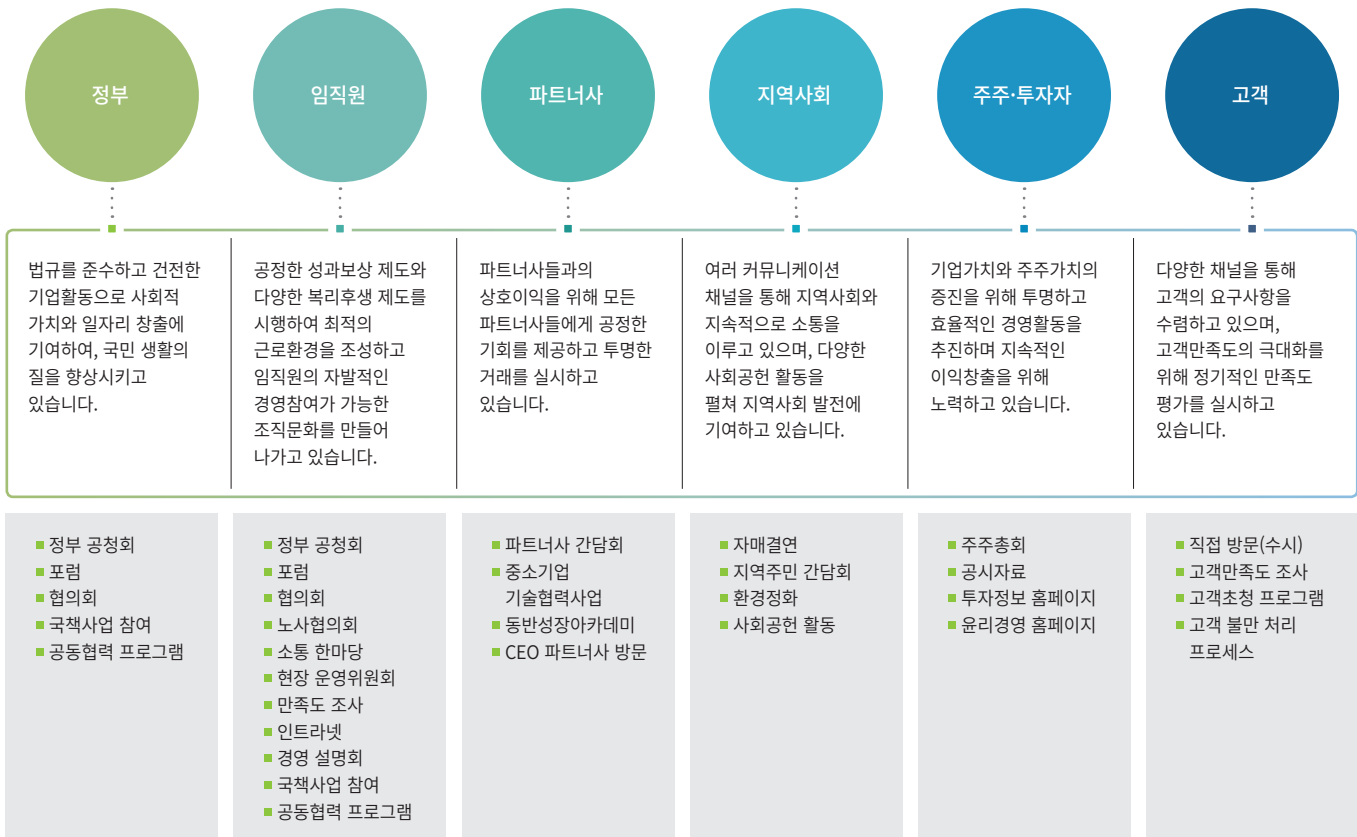 정부
임직원
파트너사
지역사회
주주·투자자
고객
법규를 준수하고 건전한
기업활동으로 사회적
가치와 일자리 창출에
기여하여, 국민 생활의
질을 향상시키고
있습니다.
공정한 성과보상 제도와
다양한 복리후생 제도를
시행하여 최적의
근로환경을 조성하고
임직원의 자발적인
경영참여가 가능한
조직문화를 만들어
나가고 있습니다.
파트너사들과의
상호이익을 위해 모든
파트너사들에게 공정한
기회를 제공하고 투명한
거래를 실시하고
있습니다.
여러 커뮤니케이션
채널을 통해 지역사회와
지속적으로 소통을
이루고 있으며, 다양한
사회공헌 활동을
펼쳐 지역사회 발전에
기여하고 있습니다.
기업가치와 주주가치의
증진을 위해 투명하고
효율적인 경영활동을
추진하며 지속적인
이익창출을 위해
노력하고 있습니다.
다양한 채널을 통해
고객의 요구사항을
수렴하고 있으며,
고객만족도의 극대화를
위해 정기적인 만족도
평가를 실시하고
있습니다.
정부 공청회
포럼
협의회
국책사업 참여
공동협력 프로그램
정부 공청회
포럼
협의회
노사협의회
소통 한마당
현장 운영위원회
만족도 조사
인트라넷
경영 설명회
국책사업 참여
공동협력 프로그램
파트너사 간담회
중소기업
기술협력사업
동반성장아카데미
CEO 파트너사 방문
자매결연
지역주민 간담회
환경정화
사회공헌 활동
주주총회
공시자료
투자정보 홈페이지
윤리경영 홈페이지
직접 방문(수시)
고객만족도 조사
고객초청 프로그램
고객 불만 처리
프로세스